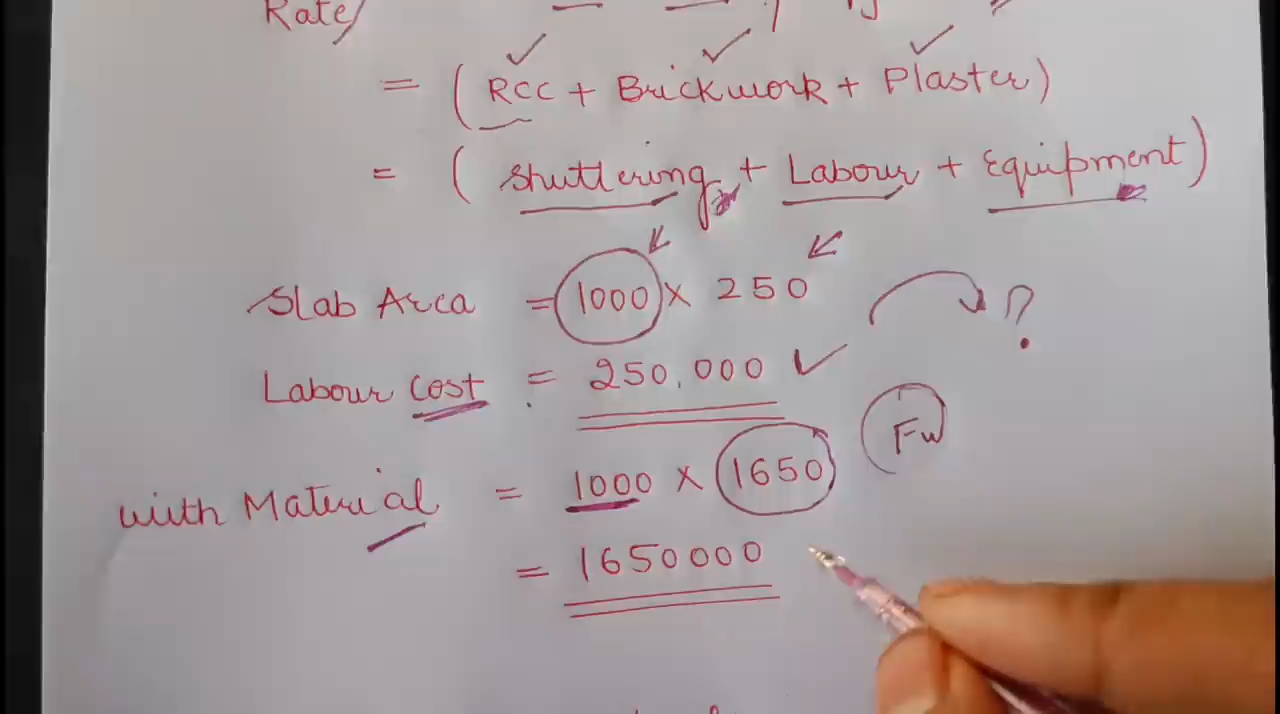 Rate/
= (RCC + Brickwork + Plaster)
= (Shuttering + Labour + Equipment)
Slab Area = 1000 × 250
?
Labour Cost = 250,000
With Material = 1000 × 1650
= 1650000